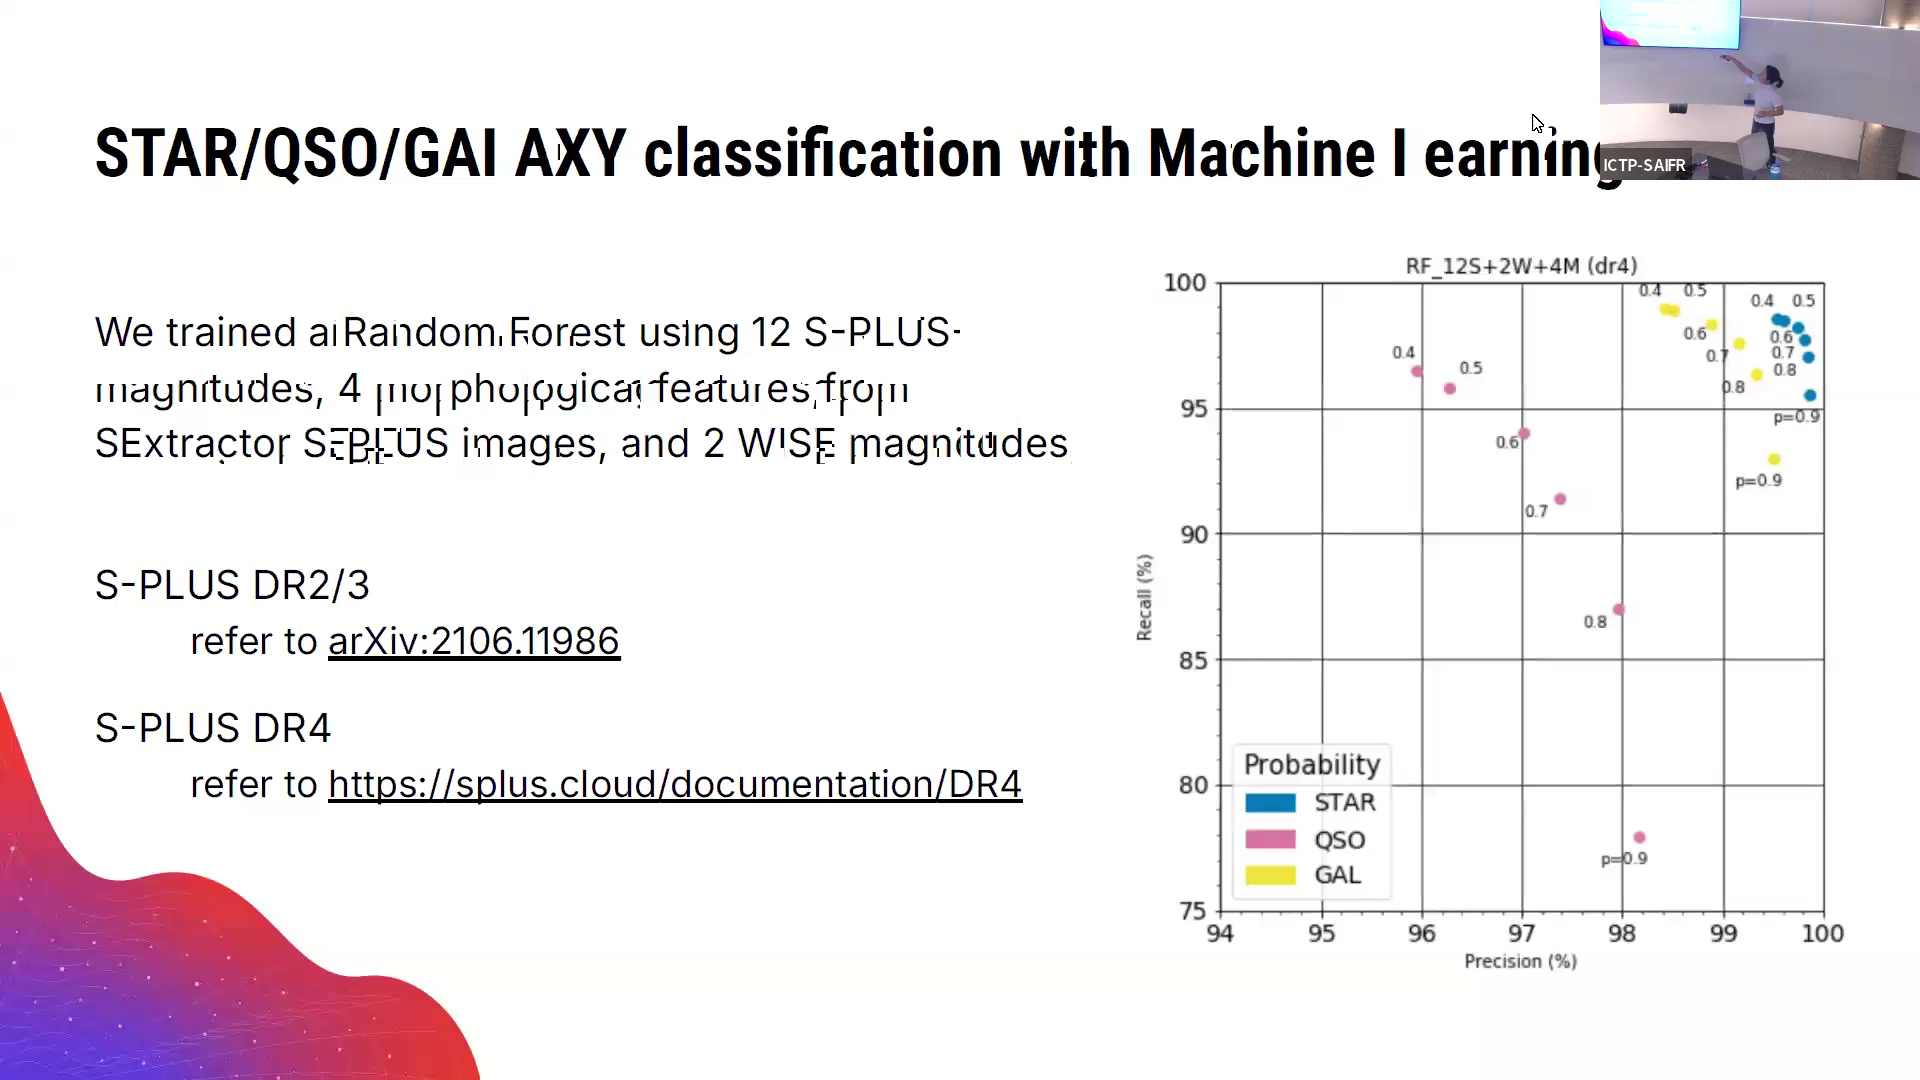 STAR/QSO/GALAXY classification with Machine Learning
ICTP-SAIFR
We trained a Random Forest using 12 S-PLUS
magnitudes, 4 morphological features from
SExtractor S-PLUS images, and 2 WISE magnitudes
S-PLUS DR2/3
refer to arXiv:2106.11986
S-PLUS DR4
refer to https://splus.cloud/documentation/DR4
RF_12S+2W+4M (dr4)
100
95
90
85
80
75
Recall (%)
0.4 0.5 0.4 0.5
0.6 0.6
0.7 0.7
0.8 0.8
p=0.9
p=0.9
0.4 0.5
0.6
0.7
0.8
p=0.9
Probability
STAR
QSO
GAL
94 95 96 97 98 99 100
Precision (%)